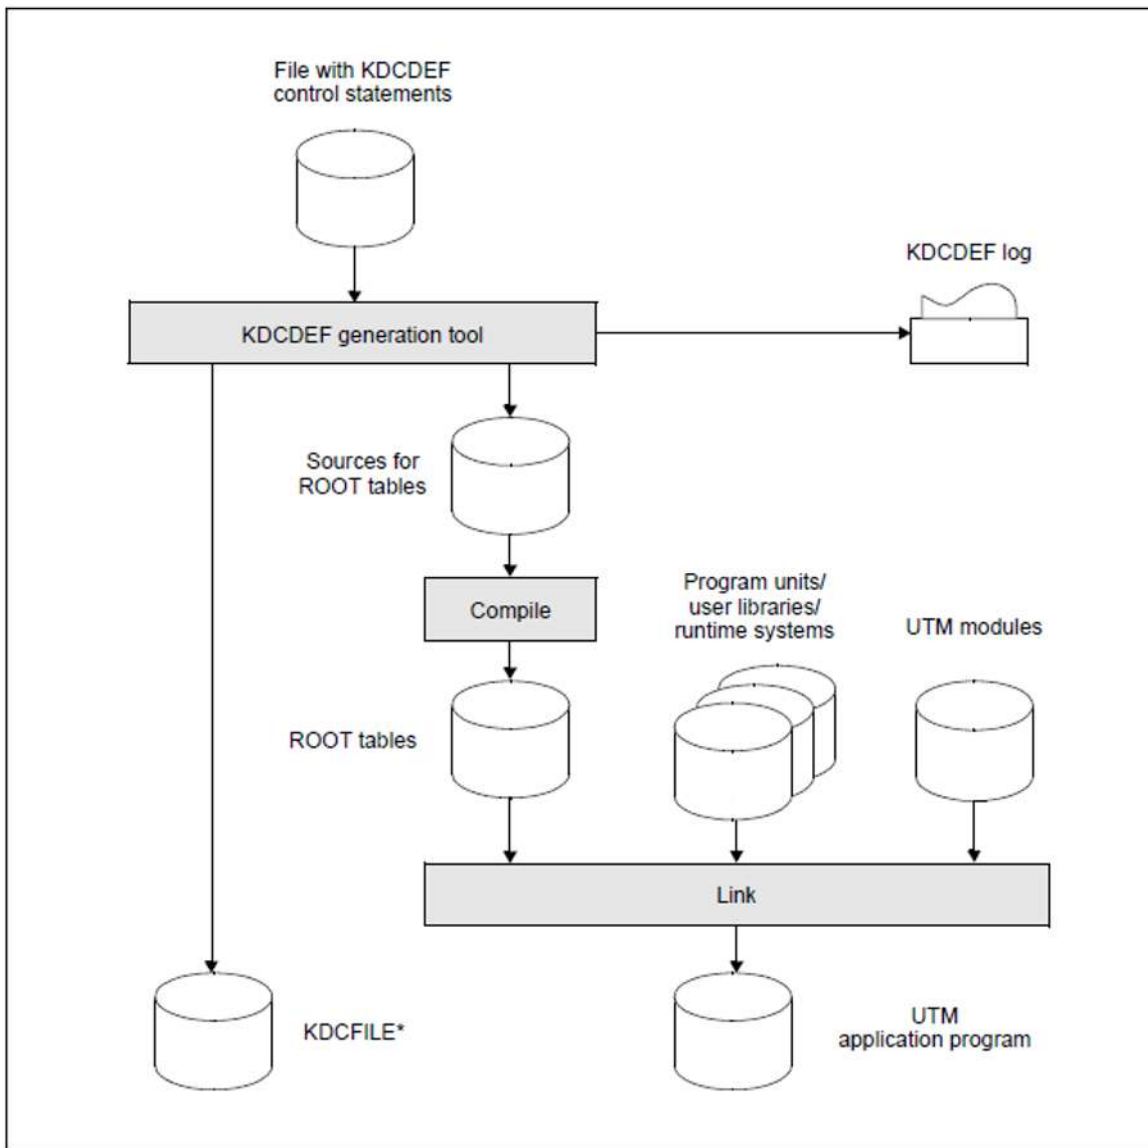 File with KDCDEF
control statements
KDCDEF log
KDCDEF generation tool
Sources for
ROOT tables
Compile
Program units/
user libraries/
runtime systems
UTM modules
ROOT tables
Link
KDCFILE*
UTM
application program